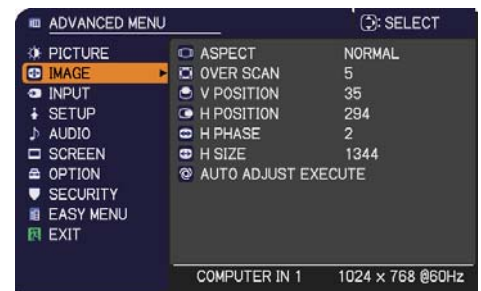 ADVANCED MENU
: SELECT
PICTURE
IMAGE
INPUT
SETUP
AUDIO
SCREEN
OPTION
SECURITY
EASY MENU
EXIT
ASPECT NORMAL
OVER SCAN 5
V POSITION 35
H POSITION 294
H PHASE 2
H SIZE 1344
AUTO ADJUST EXECUTE
COMPUTER IN 1 1024 x 768 @60Hz